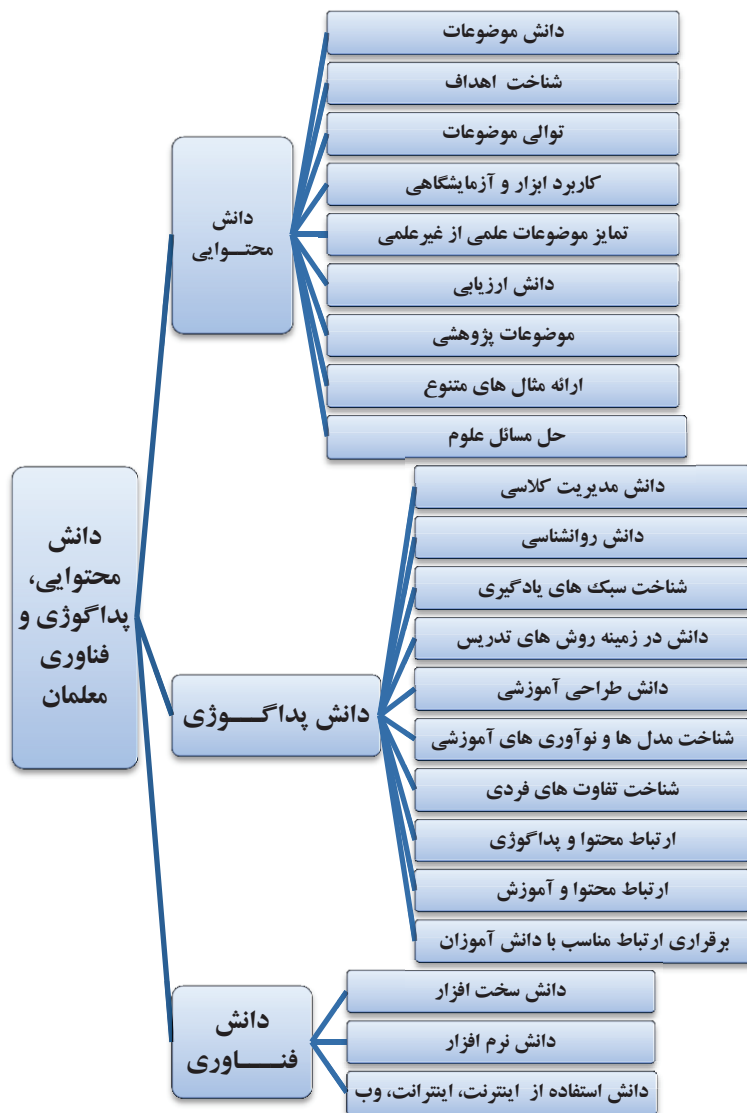 دانش
محتوایی،
پداگوژی و
فناوری
معلمان
دانش
محتـــوایی
دانش موضوعات
شناخت اهداف
توالی موضوعات
کاربرد ابزار و آزمایشگاهی
تمایز موضوعات علمی از غیرعلمی
دانش ارزیابی
موضوعات پژوهشی
ارائه مثال های متنوع
حل مسائل علوم
دانش پداگـــــوژی
دانش مدیریت کلاسی
دانش روانشناسی
شناخت سبک های یادگیری
دانش در زمینه روش های تدریس
دانش طراحی آموزشی
شناخت مدل ها و نوآوری های آموزشی
شناخت تفاوت های فردی
ارتباط محتوا و پداگوژی
ارتباط محتوا و آموزش
برقراری ارتباط مناسب با دانش آموزان
دانش
فنـــــاوری
دانش سخت افزار
دانش نرم افزار
دانش استفاده از اینترنت، اینترانت، وب